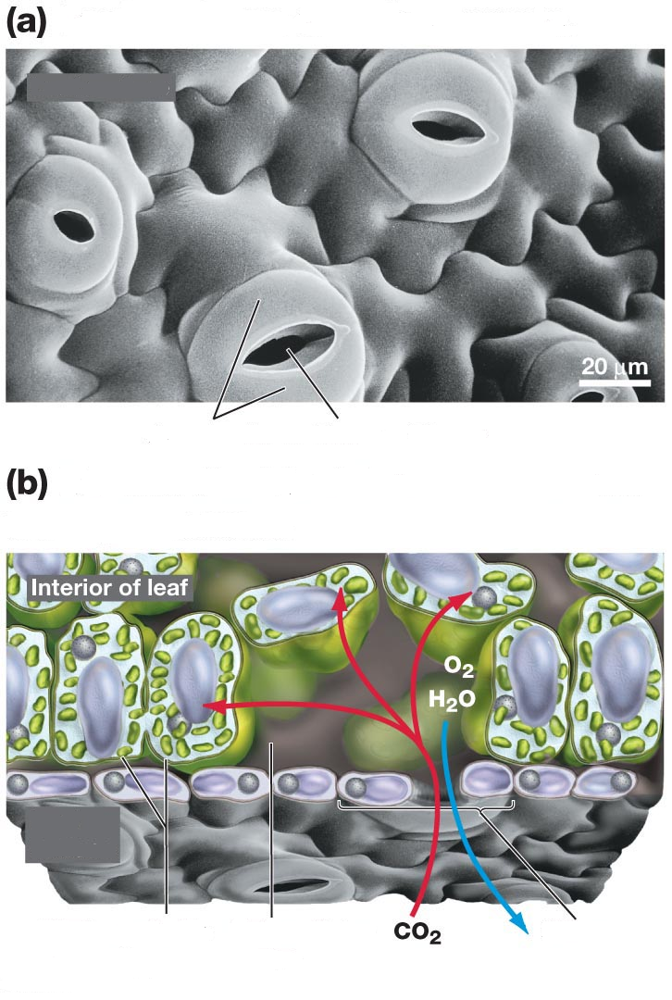 (a)
20 µm
(b)
Interior of leaf
O₂
H₂O
CO₂